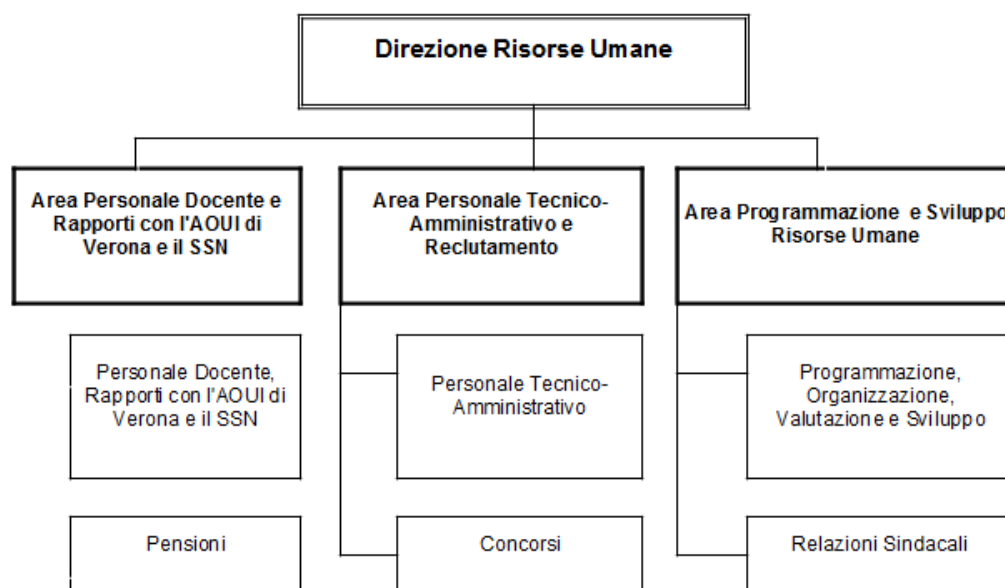 Direzione Risorse Umane
Area Personale Docente e
Rapporti con l'AOUI di
Verona e il SSN
Area Personale Tecnico-
Amministrativo e
Reclutamento
Area Programmazione e Sviluppo
Risorse Umane
Personale Docente,
Rapporti con l'AOUI di
Verona e il SSN
Personale Tecnico-
Amministrativo
Programmazione,
Organizzazione,
Valutazione e Sviluppo
Pensioni
Concorsi
Relazioni Sindacali